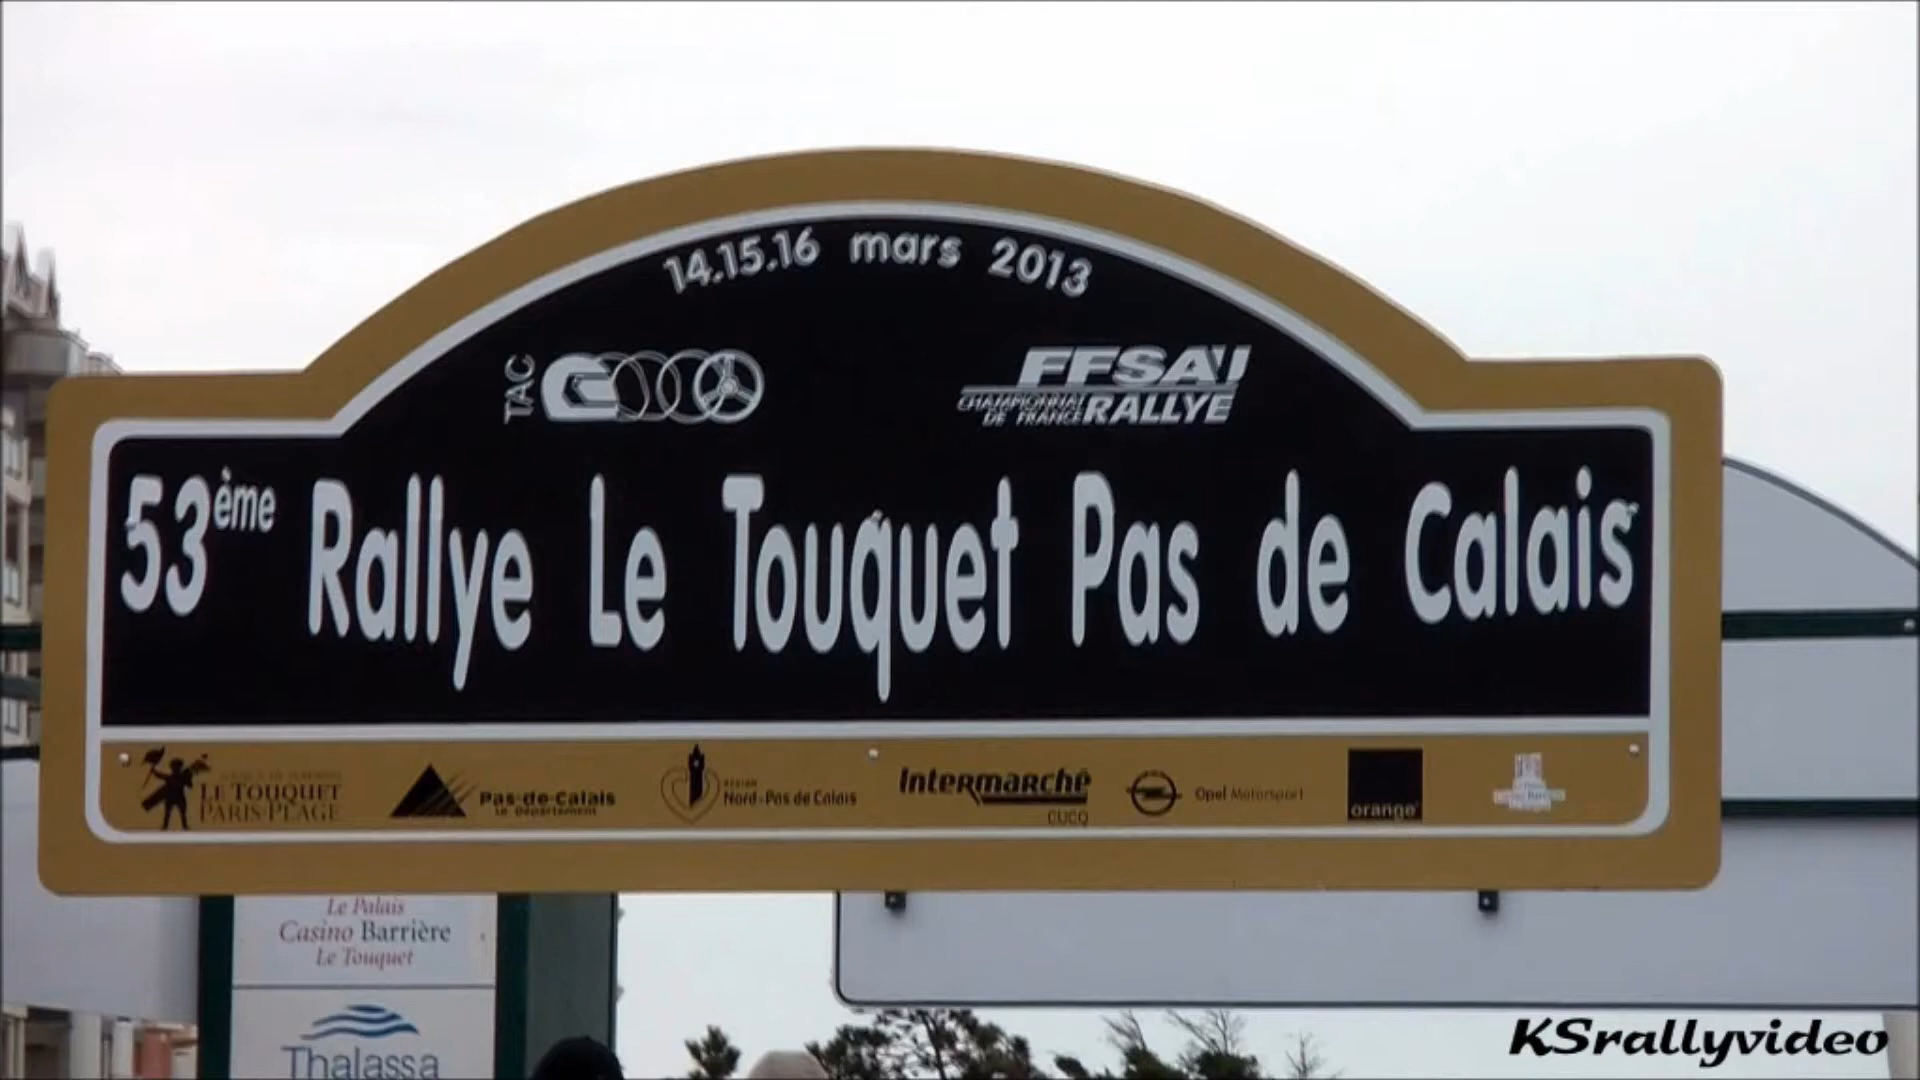 14.15.16 mars 2013
TAC
FFSA
CHAMPIONNAT
DE FRANCE RALLYE
53ème Rallye Le Touquet Pas de Calais
LE TOUQUET
PARIS-PLAGE
Pas-de-Calais
Le Département
RÉGION
Nord-Pas de Calais
Intermarché
CUCQ
Opel Motorsport
orange
Le Palais
Casino Barrière
Le Touquet
Thalassa
KSrallyvideo